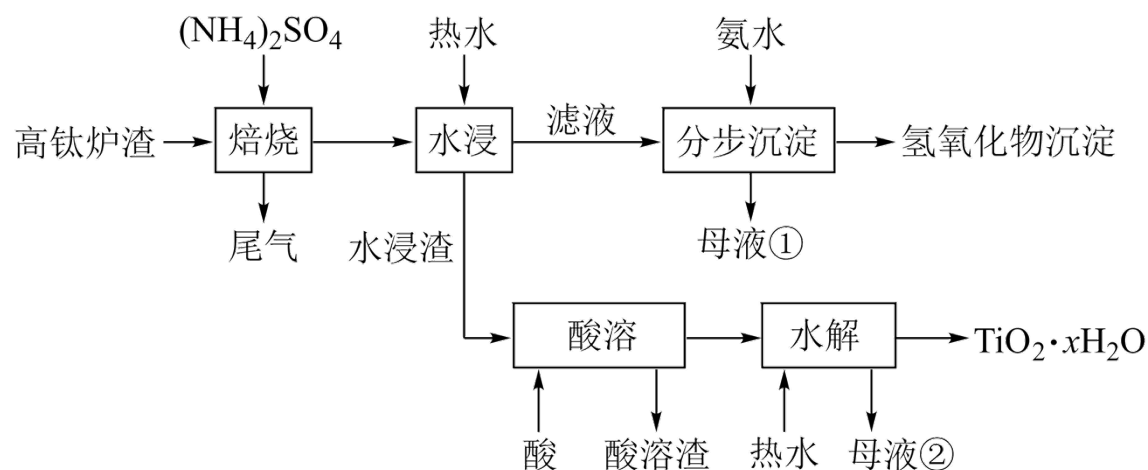 (NH₄)₂SO₄ 热水 氨水
高钛炉渣 焙烧 水浸 滤液 分步沉淀 氢氧化物沉淀
尾气 水浸渣 母液①
酸溶 水解 TiO₂·xH₂O
酸 酸溶渣 热水 母液②